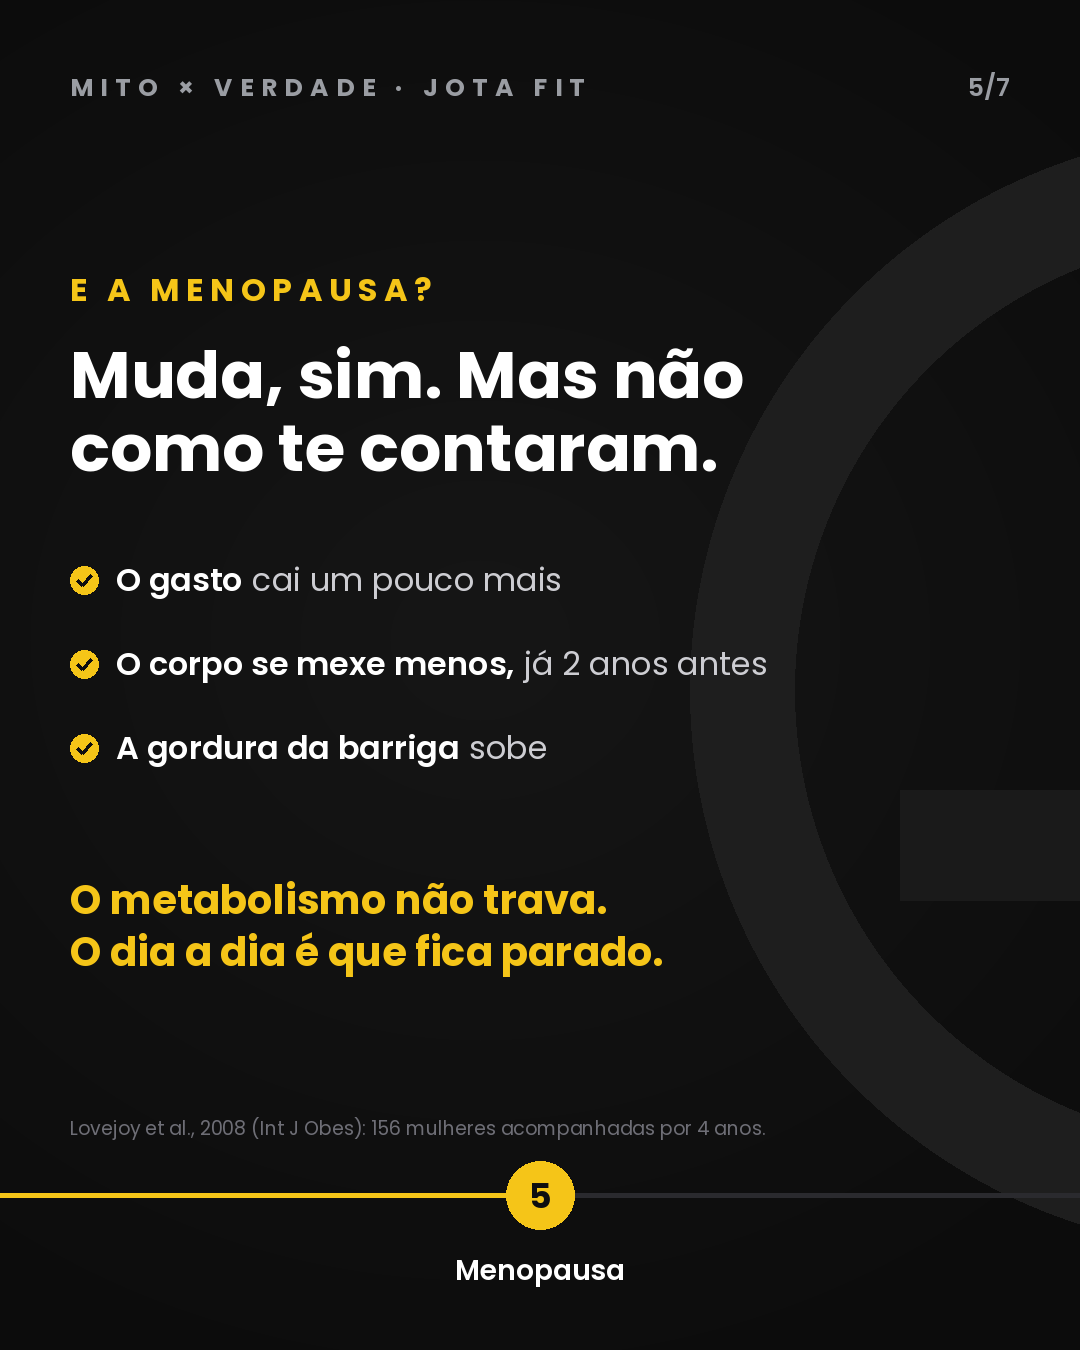 MITO × VERDADE · JOTA FIT
5/7
E A MENOPAUSA?
Muda, sim. Mas não
como te contaram.
O gasto cai um pouco mais
O corpo se mexe menos, já 2 anos antes
A gordura da barriga sobe
O metabolismo não trava.
O dia a dia é que fica parado.
Lovejoy et al., 2008 (Int J Obes): 156 mulheres acompanhadas por 4 anos.
5
Menopausa